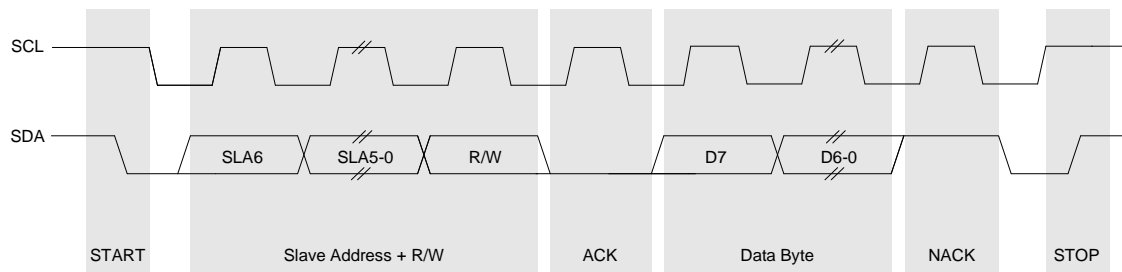 SCL
SDA
SLA6 SLA5-0 R/W D7 D6-0
START Slave Address + R/W ACK Data Byte NACK STOP